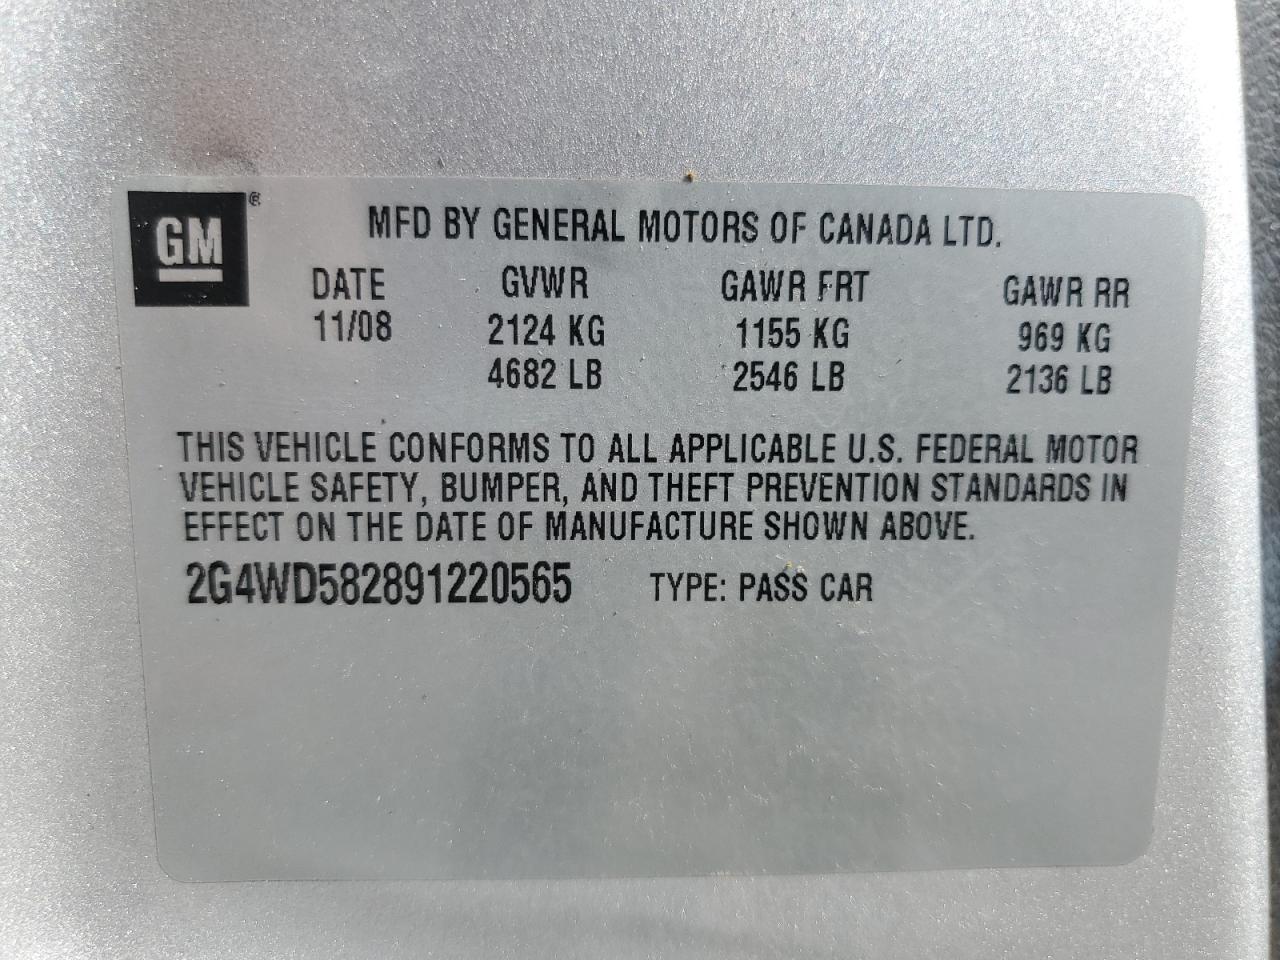 GM®
MFD BY GENERAL MOTORS OF CANADA LTD.
DATE GVWR GAWR FRT GAWR RR
11/08 2124 KG 1155 KG 969 KG
4682 LB 2546 LB 2136 LB
THIS VEHICLE CONFORMS TO ALL APPLICABLE U.S. FEDERAL MOTOR
VEHICLE SAFETY, BUMPER, AND THEFT PREVENTION STANDARDS IN
EFFECT ON THE DATE OF MANUFACTURE SHOWN ABOVE.
2G4WD582891220565 TYPE: PASS CAR